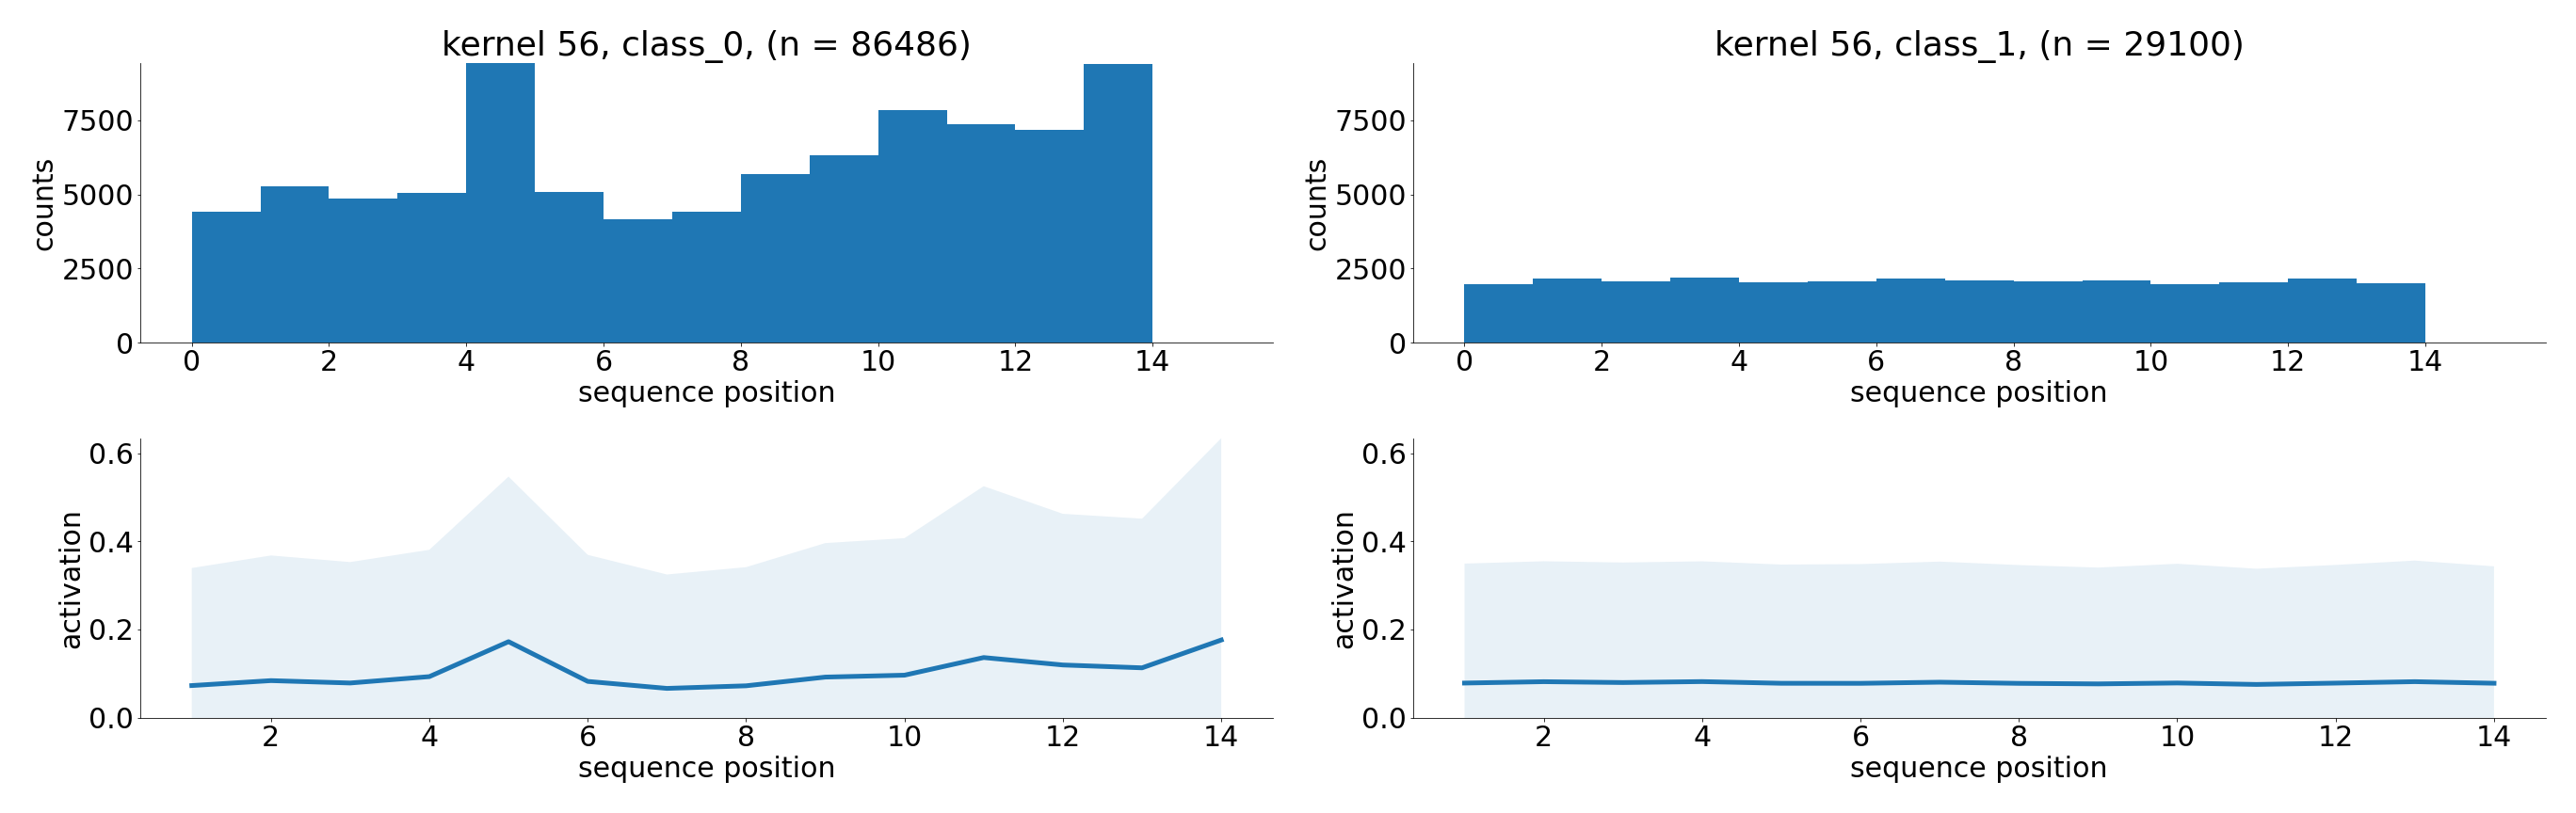 kernel 56, class_0, (n = 86486)
7500
5000
2500
0
counts
0 2 4 6 8 10 12 14
sequence position
kernel 56, class_1, (n = 29100)
7500
5000
2500
0
counts
0 2 4 6 8 10 12 14
sequence position
0.6
0.4
0.2
0.0
activation
2 4 6 8 10 12 14
sequence position
0.6
0.4
0.2
0.0
activation
2 4 6 8 10 12 14
sequence position